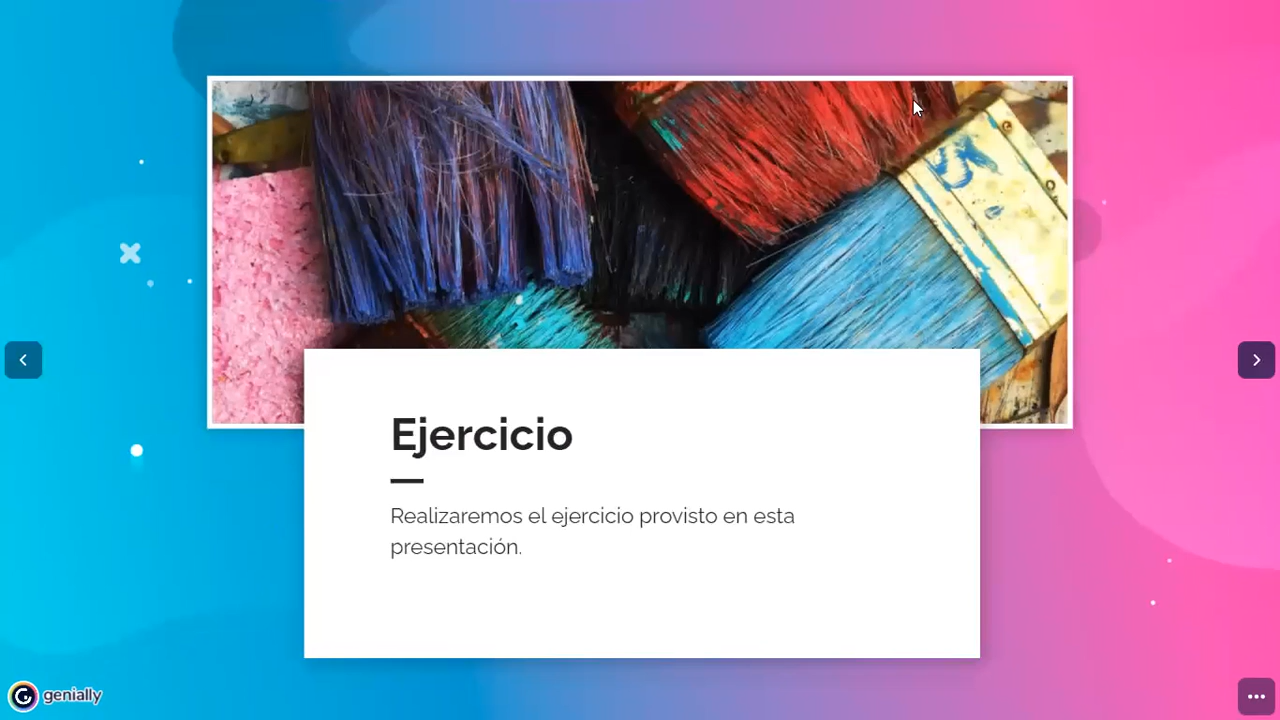 Ejercicio
Realizaremos el ejercicio provisto en esta
presentación.
genially